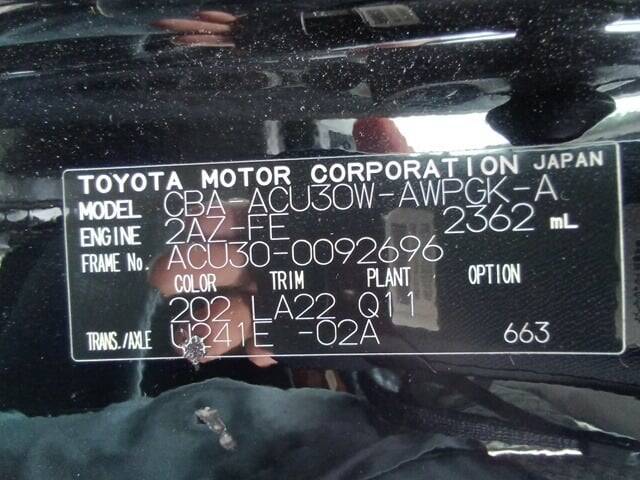 TOYOTA MOTOR CORPORATION JAPAN
MODEL CBA-ACU30W-AWPGK-A
ENGINE 2AZ-FE 2362 mL
FRAME No. ACU30-0092696
COLOR TRIM PLANT OPTION
202 LA22 Q11
TRANS./AXLE U241E -02A 663